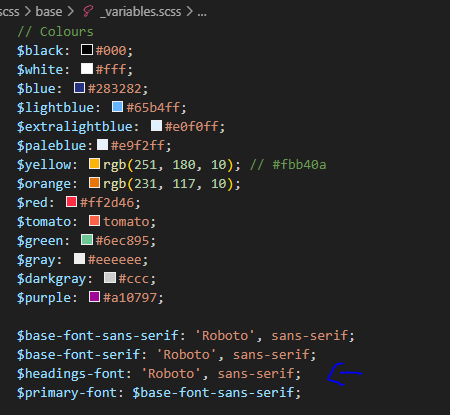 scss > base > _variables.scss > ...
// Colours
$black: #000;
$white: #fff;
$blue: #283282;
$lightblue: #65b4ff;
$extralightblue: #e0f0ff;
$paleblue: #e9f2ff;
$yellow: rgb(251, 180, 10); // #fbb40a
$orange: rgb(231, 117, 10);
$red: #ff2d46;
$tomato: tomato;
$green: #6ec895;
$gray: #eeeeee;
$darkgray: #ccc;
$purple: #a10797;
$base-font-sans-serif: 'Roboto', sans-serif;
$base-font-serif: 'Roboto', sans-serif;
$headings-font: 'Roboto', sans-serif;
$primary-font: $base-font-sans-serif;